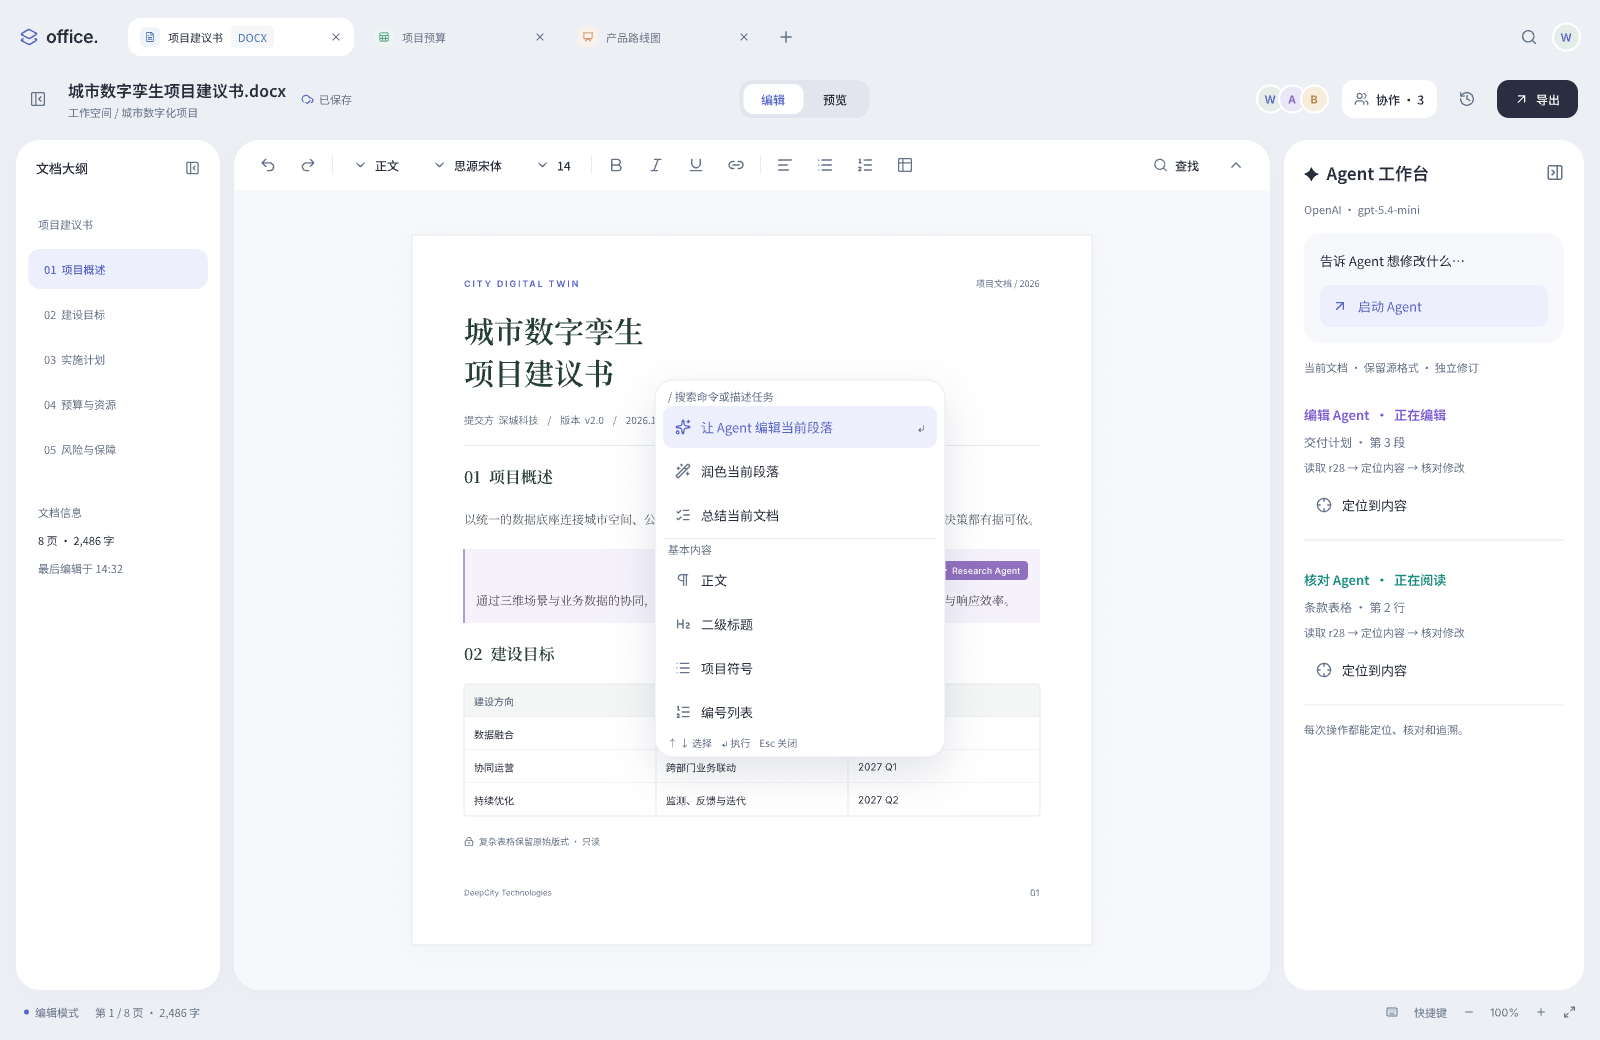 office.
项目建议书 DOCX
项目预算
产品路线图
W
城市数字孪生项目建议书.docx
已保存
工作空间 / 城市数字化项目
编辑 预览
W A B
协作 · 3
导出
文档大纲
项目建议书
01 项目概述
02 建设目标
03 实施计划
04 预算与资源
05 风险与保障
文档信息
8 页 · 2,486 字
最后编辑于 14:32
正文 思源宋体 14
查找
CITY DIGITAL TWIN
项目文档 / 2026
城市数字孪生
项目建议书
提交方 深城科技 / 版本 v2.0 / 2026.1
01 项目概述
以统一的数据底座连接城市空间、公
决策都有据可依。
Research Agent
通过三维场景与业务数据的协同，
与响应效率。
02 建设目标
建设方向
数据融合
协同运营 跨部门业务联动 2027 Q1
持续优化 监测、反馈与迭代 2027 Q2
复杂表格保留原始版式 · 只读
DeepCity Technologies 01
/ 搜索命令或描述任务
让 Agent 编辑当前段落 ↲
润色当前段落
总结当前文档
基本内容
正文
H2 二级标题
项目符号
编号列表
↑ ↓ 选择 ↲ 执行 Esc 关闭
Agent 工作台
OpenAI · gpt-5.4-mini
告诉 Agent 想修改什么…
启动 Agent
当前文档 · 保留源格式 · 独立修订
编辑 Agent · 正在编辑
交付计划 · 第 3 段
读取 r28 → 定位内容 → 核对修改
定位到内容
核对 Agent · 正在阅读
条款表格 · 第 2 行
读取 r28 → 定位内容 → 核对修改
定位到内容
每次操作都能定位、核对和追溯。
编辑模式 第 1 / 8 页 · 2,486 字
快捷键 − 100% +